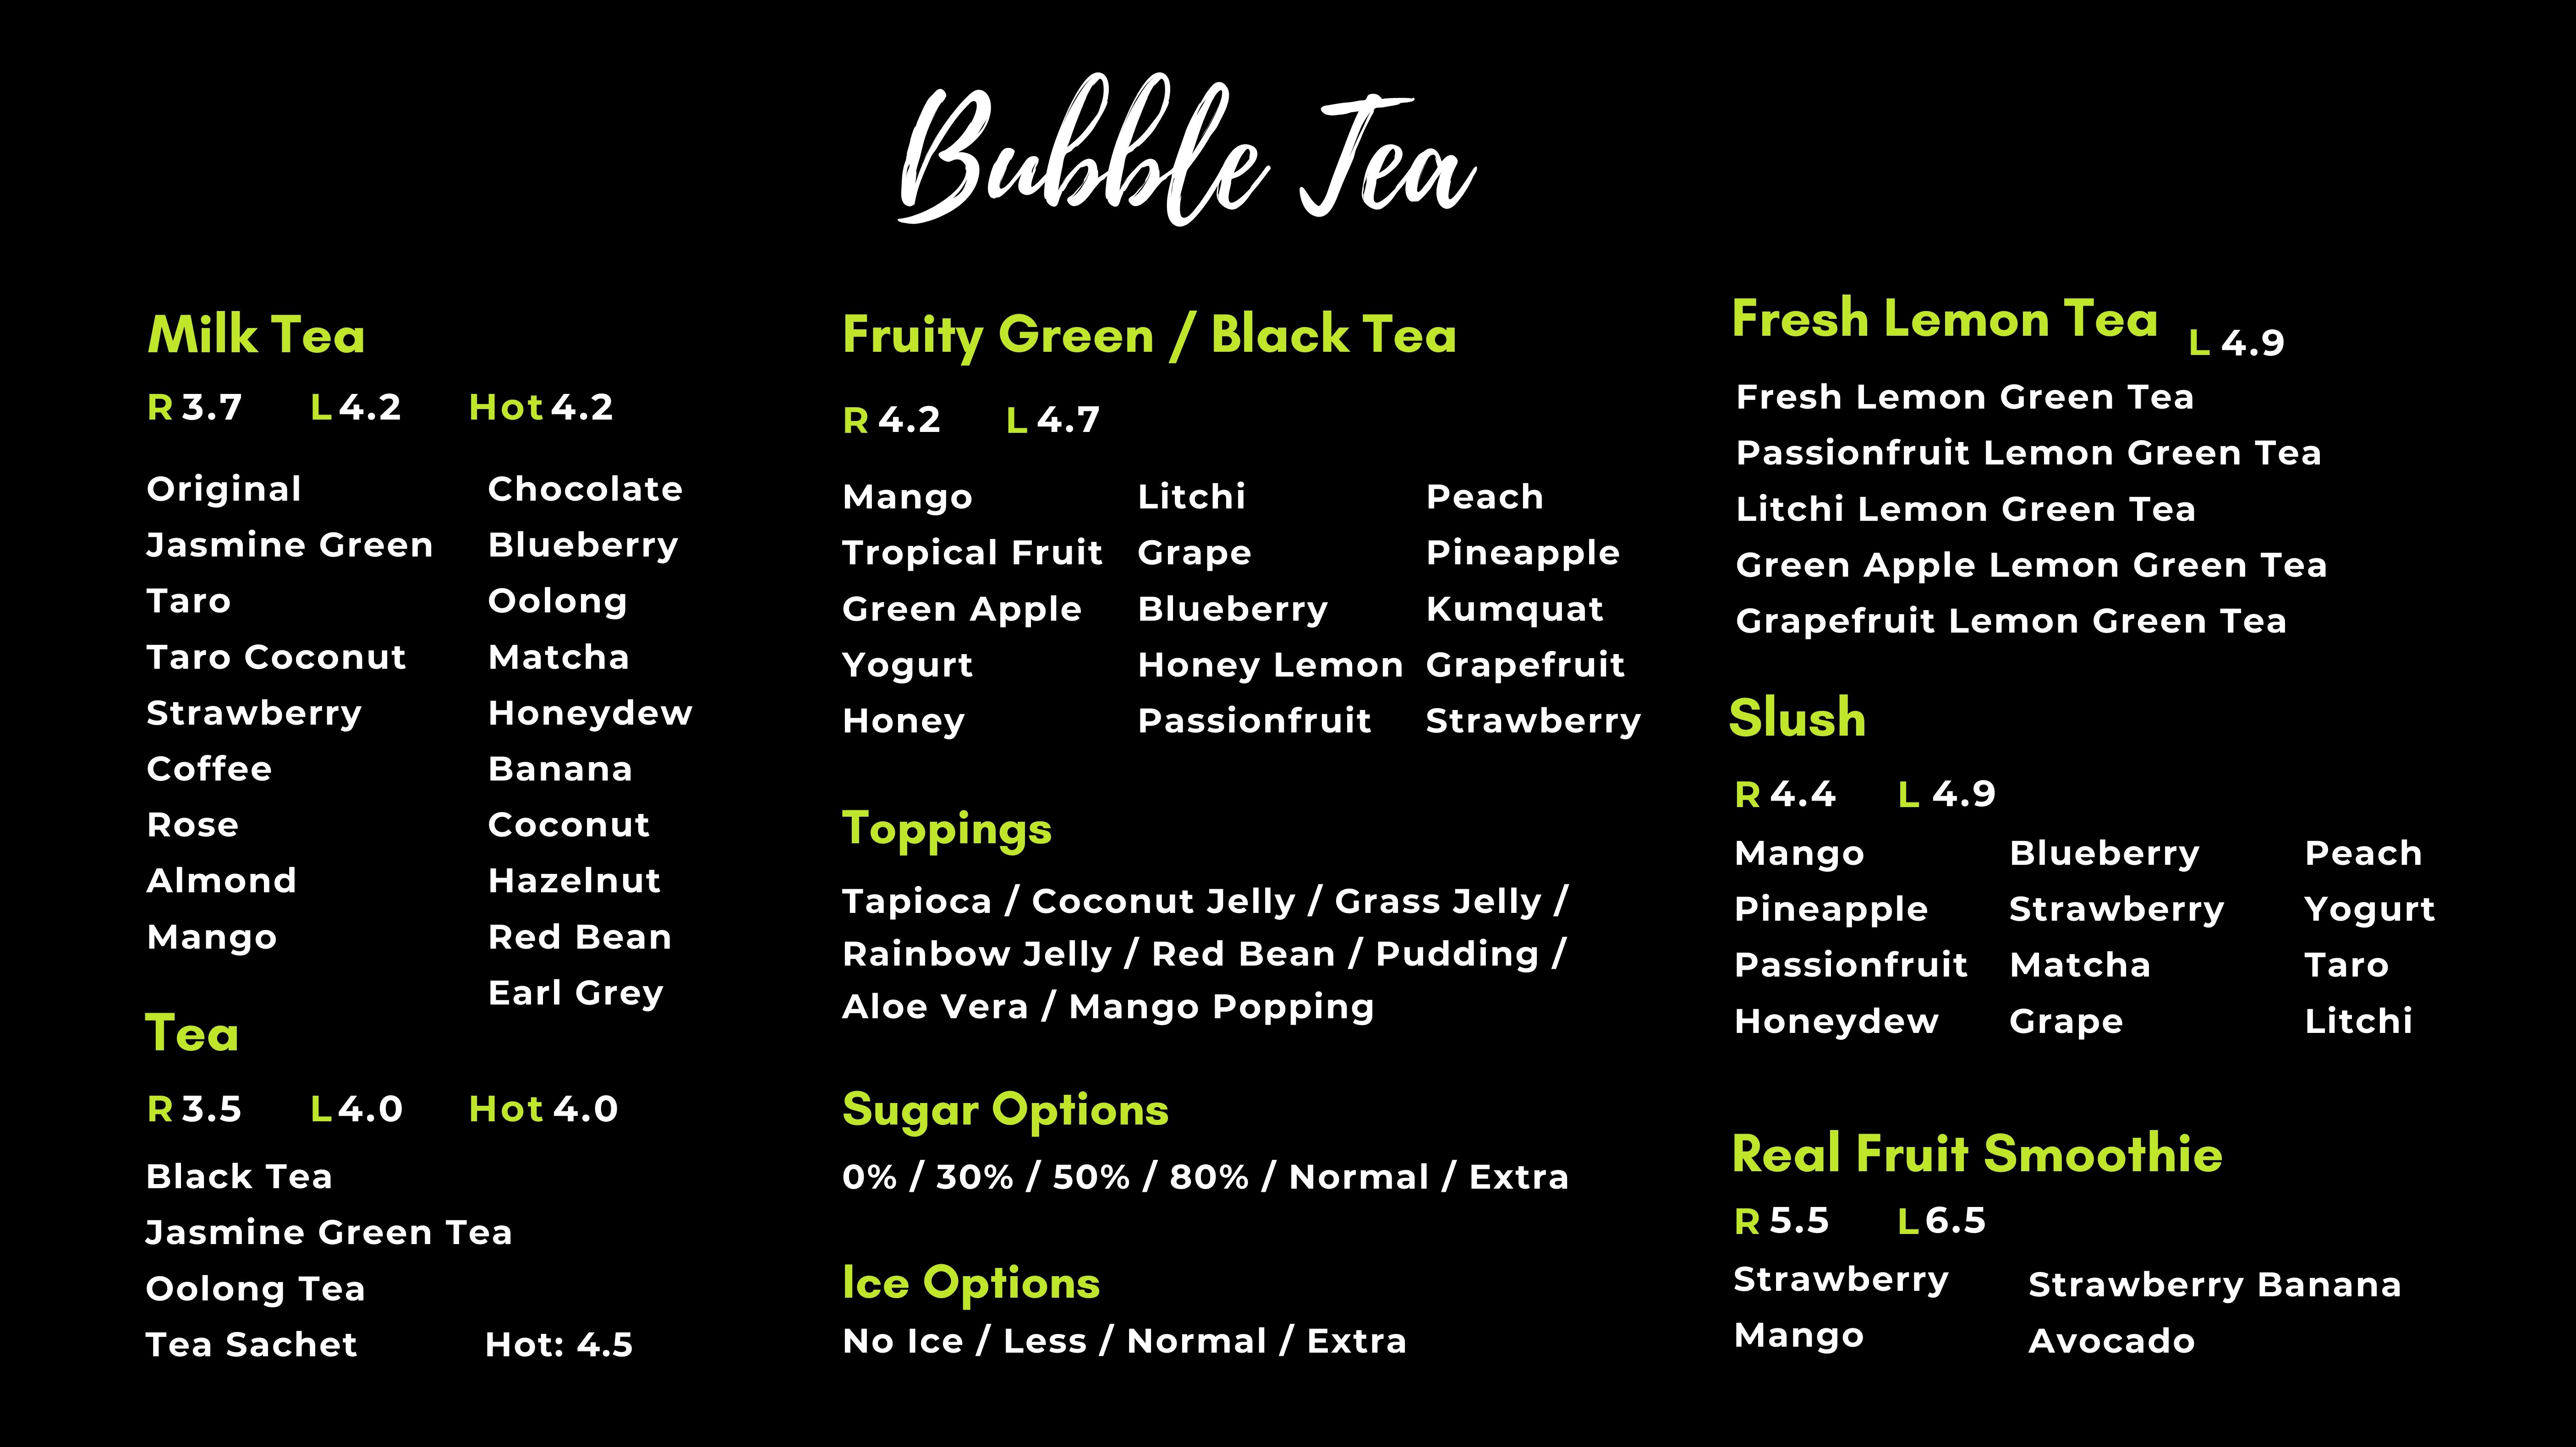 Bubble Tea
Milk Tea
R 3.7 L 4.2 Hot 4.2
Original
Jasmine Green
Taro
Taro Coconut
Strawberry
Coffee
Rose
Almond
Mango
Chocolate
Blueberry
Oolong
Matcha
Honeydew
Banana
Coconut
Hazelnut
Red Bean
Earl Grey
Tea
R 3.5 L 4.0 Hot 4.0
Black Tea
Jasmine Green Tea
Oolong Tea
Tea Sachet Hot: 4.5
Fruity Green / Black Tea
R 4.2 L 4.7
Mango
Tropical Fruit
Green Apple
Yogurt
Honey
Litchi
Grape
Blueberry
Honey Lemon
Passionfruit
Peach
Pineapple
Kumquat
Grapefruit
Strawberry
Toppings
Tapioca / Coconut Jelly / Grass Jelly /
Rainbow Jelly / Red Bean / Pudding /
Aloe Vera / Mango Popping
Sugar Options
0% / 30% / 50% / 80% / Normal / Extra
Ice Options
No Ice / Less / Normal / Extra
Fresh Lemon Tea L 4.9
Fresh Lemon Green Tea
Passionfruit Lemon Green Tea
Litchi Lemon Green Tea
Green Apple Lemon Green Tea
Grapefruit Lemon Green Tea
Slush
R 4.4 L 4.9
Mango
Pineapple
Passionfruit
Honeydew
Blueberry
Strawberry
Matcha
Grape
Peach
Yogurt
Taro
Litchi
Real Fruit Smoothie
R 5.5 L 6.5
Strawberry
Mango
Strawberry Banana
Avocado